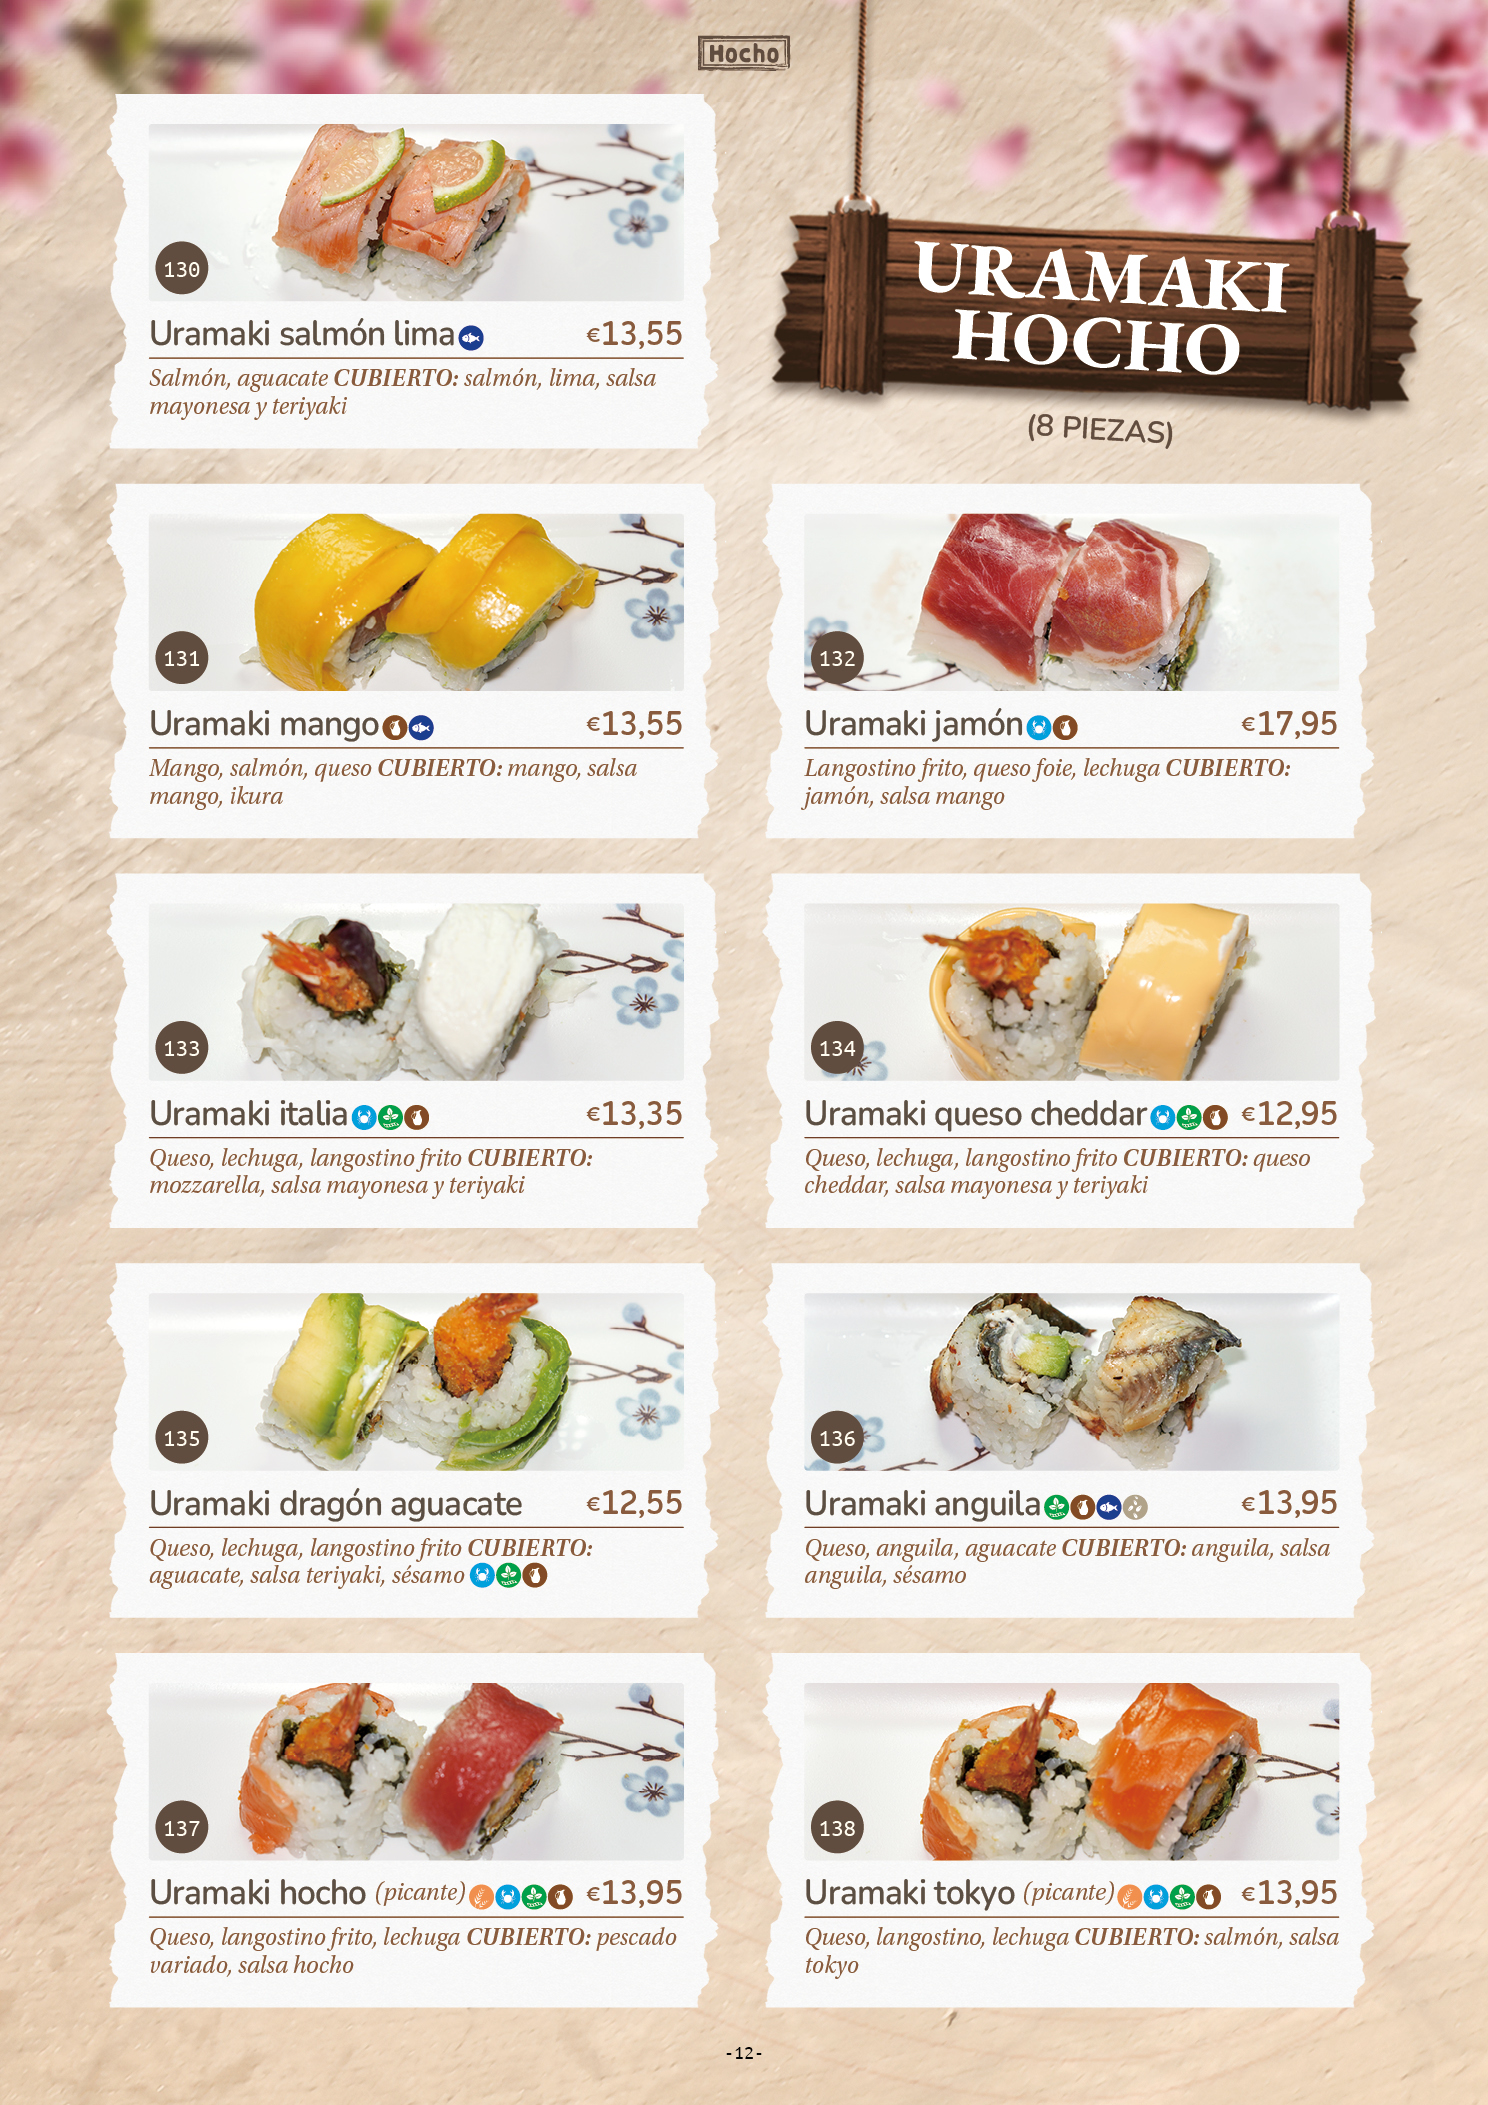 Hocho
URAMAKI
HOCHO
(8 PIEZAS)
130
Uramaki salmón lima €13,55
Salmón, aguacate CUBIERTO: salmón, lima, salsa
mayonesa y teriyaki
131
Uramaki mango €13,55
Mango, salmón, queso CUBIERTO: mango, salsa
mango, ikura
132
Uramaki jamón €17,95
Langostino frito, queso foie, lechuga CUBIERTO:
jamón, salsa mango
133
Uramaki italia €13,35
Queso, lechuga, langostino frito CUBIERTO:
mozzarella, salsa mayonesa y teriyaki
134
Uramaki queso cheddar €12,95
Queso, lechuga, langostino frito CUBIERTO: queso
cheddar, salsa mayonesa y teriyaki
135
Uramaki dragón aguacate €12,55
Queso, lechuga, langostino frito CUBIERTO:
aguacate, salsa teriyaki, sésamo
136
Uramaki anguila €13,95
Queso, anguila, aguacate CUBIERTO: anguila, salsa
anguila, sésamo
137
Uramaki hocho (picante) €13,95
Queso, langostino frito, lechuga CUBIERTO: pescado
variado, salsa hocho
138
Uramaki tokyo (picante) €13,95
Queso, langostino, lechuga CUBIERTO: salmón, salsa
tokyo
-12-